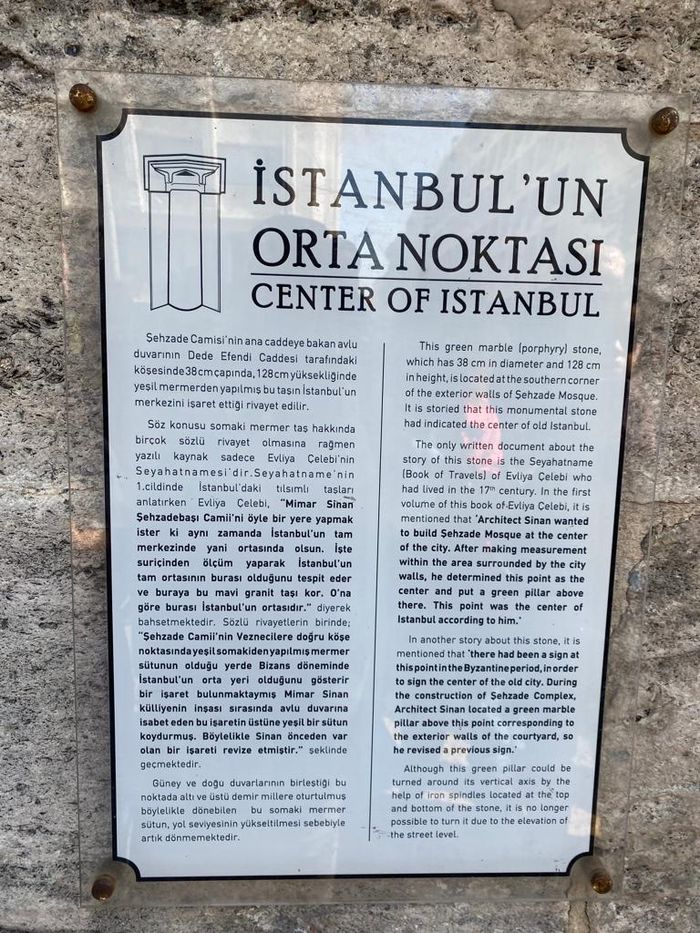 İSTANBUL'UN
ORTA NOKTASI
CENTER OF ISTANBUL
Şehzade Camisi'nin ana caddeye bakan avlu
duvarının Dede Efendi Caddesi tarafındaki
köşesinde 38 cm çapında, 128 cm yüksekliğinde
yeşil mermerden yapılmış bu taşın İstanbul'un
merkezini işaret ettiği rivayet edilir.
Söz konusu somaki mermer taş hakkında
birçok sözlü rivayet olmasına rağmen
yazılı kaynak sadece Evliya Çelebi'nin
Seyahatnamesi'dir. Seyahatname'nin
1.cildinde İstanbul'daki tılsımlı taşları
anlatırken Evliya Çelebi, "Mimar Sinan
Şehzadebaşı Camii'ni öyle bir yere yapmak
ister ki aynı zamanda İstanbul'un tam
merkezinde yani ortasında olsun. İşte
suriçinden ölçüm yaparak İstanbul'un
tam ortasının burası olduğunu tespit eder
ve buraya bu mavi granit taşı kor. O'na
göre burası İstanbul'un ortasıdır." diyerek
bahsetmektedir. Sözlü rivayetlerin birinde;
"Şehzade Camii'nin Veznecilere doğru köşe
noktasında yeşil somakiden yapılmış mermer
sütunun olduğu yerde Bizans döneminde
İstanbul'un orta yeri olduğunu gösterir
bir işaret bulunmaktaymış Mimar Sinan
külliyenin inşası sırasında avlu duvarına
isabet eden bu işaretin üstüne yeşil bir sütun
koydurmuş. Böylelikle Sinan önceden var
olan bir işareti revize etmiştir." şeklinde
geçmektedir.
Güney ve doğu duvarlarının birleştiği bu
noktada altı ve üstü demir millere oturtulmuş
böylelikle dönebilen bu somaki mermer
sütun, yol seviyesinin yükseltilmesi sebebiyle
artık dönmemektedir.
This green marble (porphyry) stone,
which has 38 cm in diameter and 128 cm
in height, is located at the southern corner
of the exterior walls of Şehzade Mosque.
It is storied that this monumental stone
had indicated the center of old Istanbul.
The only written document about the
story of this stone is the Seyahatname
(Book of Travels) of Evliya Çelebi who
had lived in the 17th century. In the first
volume of this book of Evliya Çelebi, it is
mentioned that 'Architect Sinan wanted
to build Şehzade Mosque at the center
of the city. After making measurement
within the area surrounded by the city
walls, he determined this point as the
center and put a green pillar above
there. This point was the center of
Istanbul according to him.'
In another story about this stone, it is
mentioned that 'there had been a sign at
this point in the Byzantine period, in order
to sign the center of the old city. During
the construction of Şehzade Complex,
Architect Sinan located a green marble
pillar above this point corresponding to
the exterior walls of the courtyard, so
he revised a previous sign.'
Although this green pillar could be
turned around its vertical axis by the
help of iron spindles located at the top
and bottom of the stone, it is no longer
possible to turn it due to the elevation of
the street level.